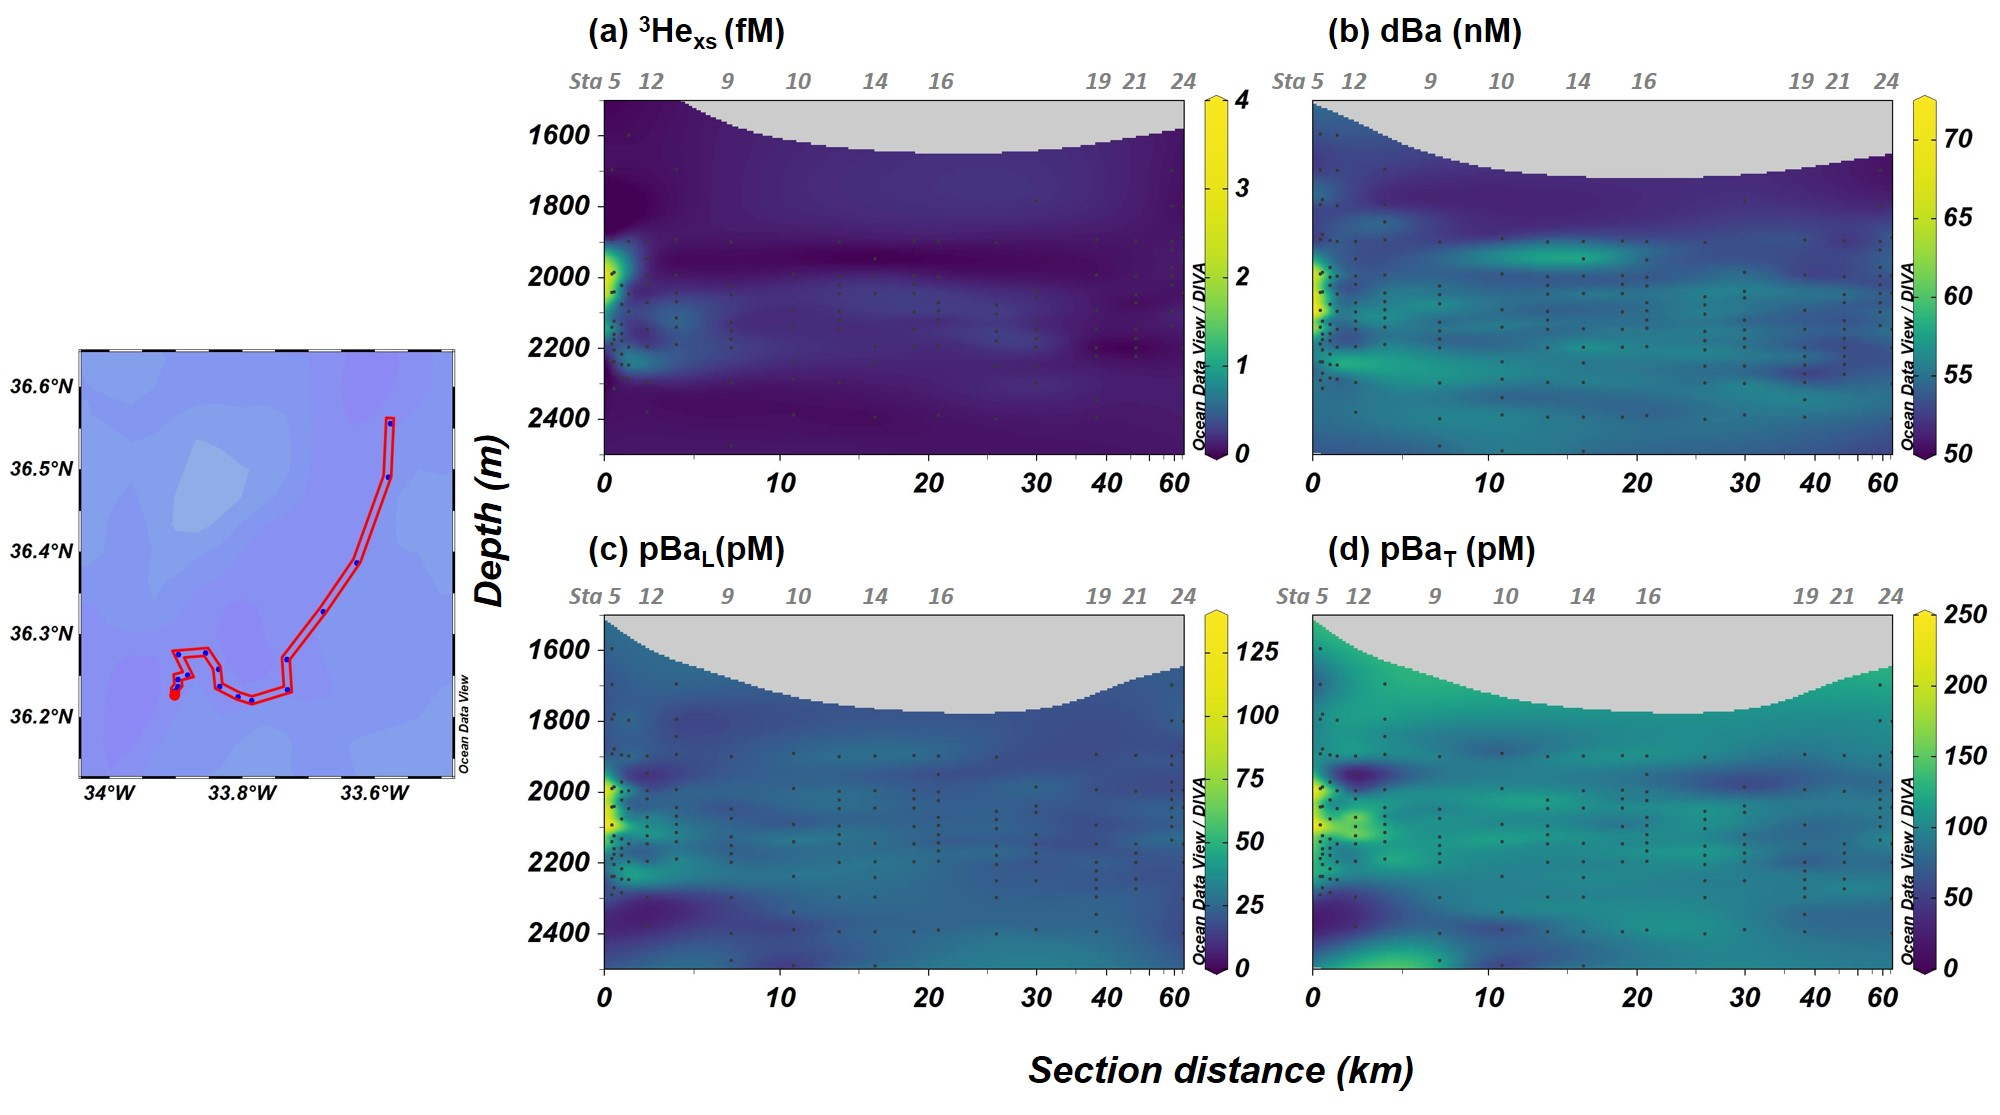 (a) ³Hexs (fM)
Sta 5 12 9 10 14 16 19 21 24
1600
1800
2000
2200
2400
0 10 20 30 40 60
4
3
2
1
0
Ocean Data View / DIVA
(b) dBa (nM)
Sta 5 12 9 10 14 16 19 21 24
0 10 20 30 40 60
70
65
60
55
50
Ocean Data View / DIVA
36.6°N
36.5°N
36.4°N
36.3°N
36.2°N
34°W 33.8°W 33.6°W
Ocean Data View
Depth (m)
(c) pBaL(pM)
Sta 5 12 9 10 14 16 19 21 24
1600
1800
2000
2200
2400
0 10 20 30 40 60
125
100
75
50
25
0
Ocean Data View / DIVA
(d) pBaT (pM)
Sta 5 12 9 10 14 16 19 21 24
0 10 20 30 40 60
250
200
150
100
50
0
Ocean Data View / DIVA
Section distance (km)